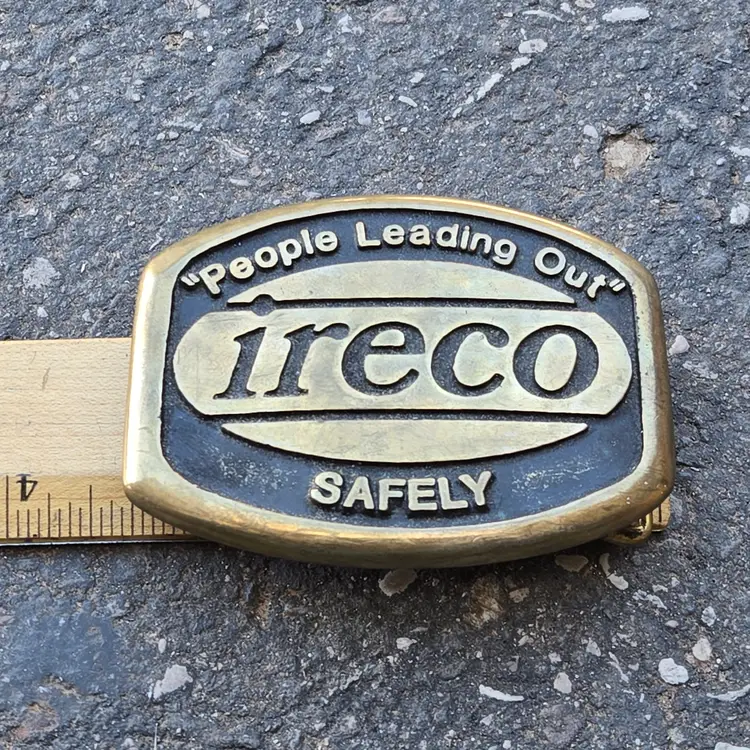 "People Leading Out"
ireco
SAFELY
4